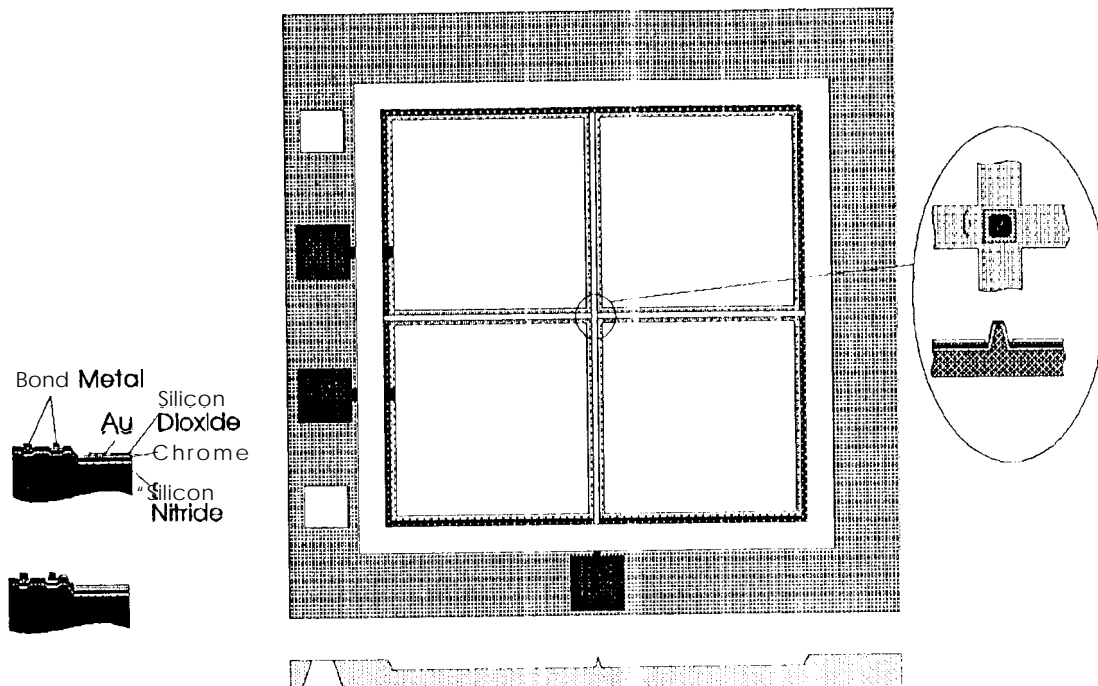 Bond Metal
Silicon
Au Dioxide
Chrome
"Silicon
Nitride